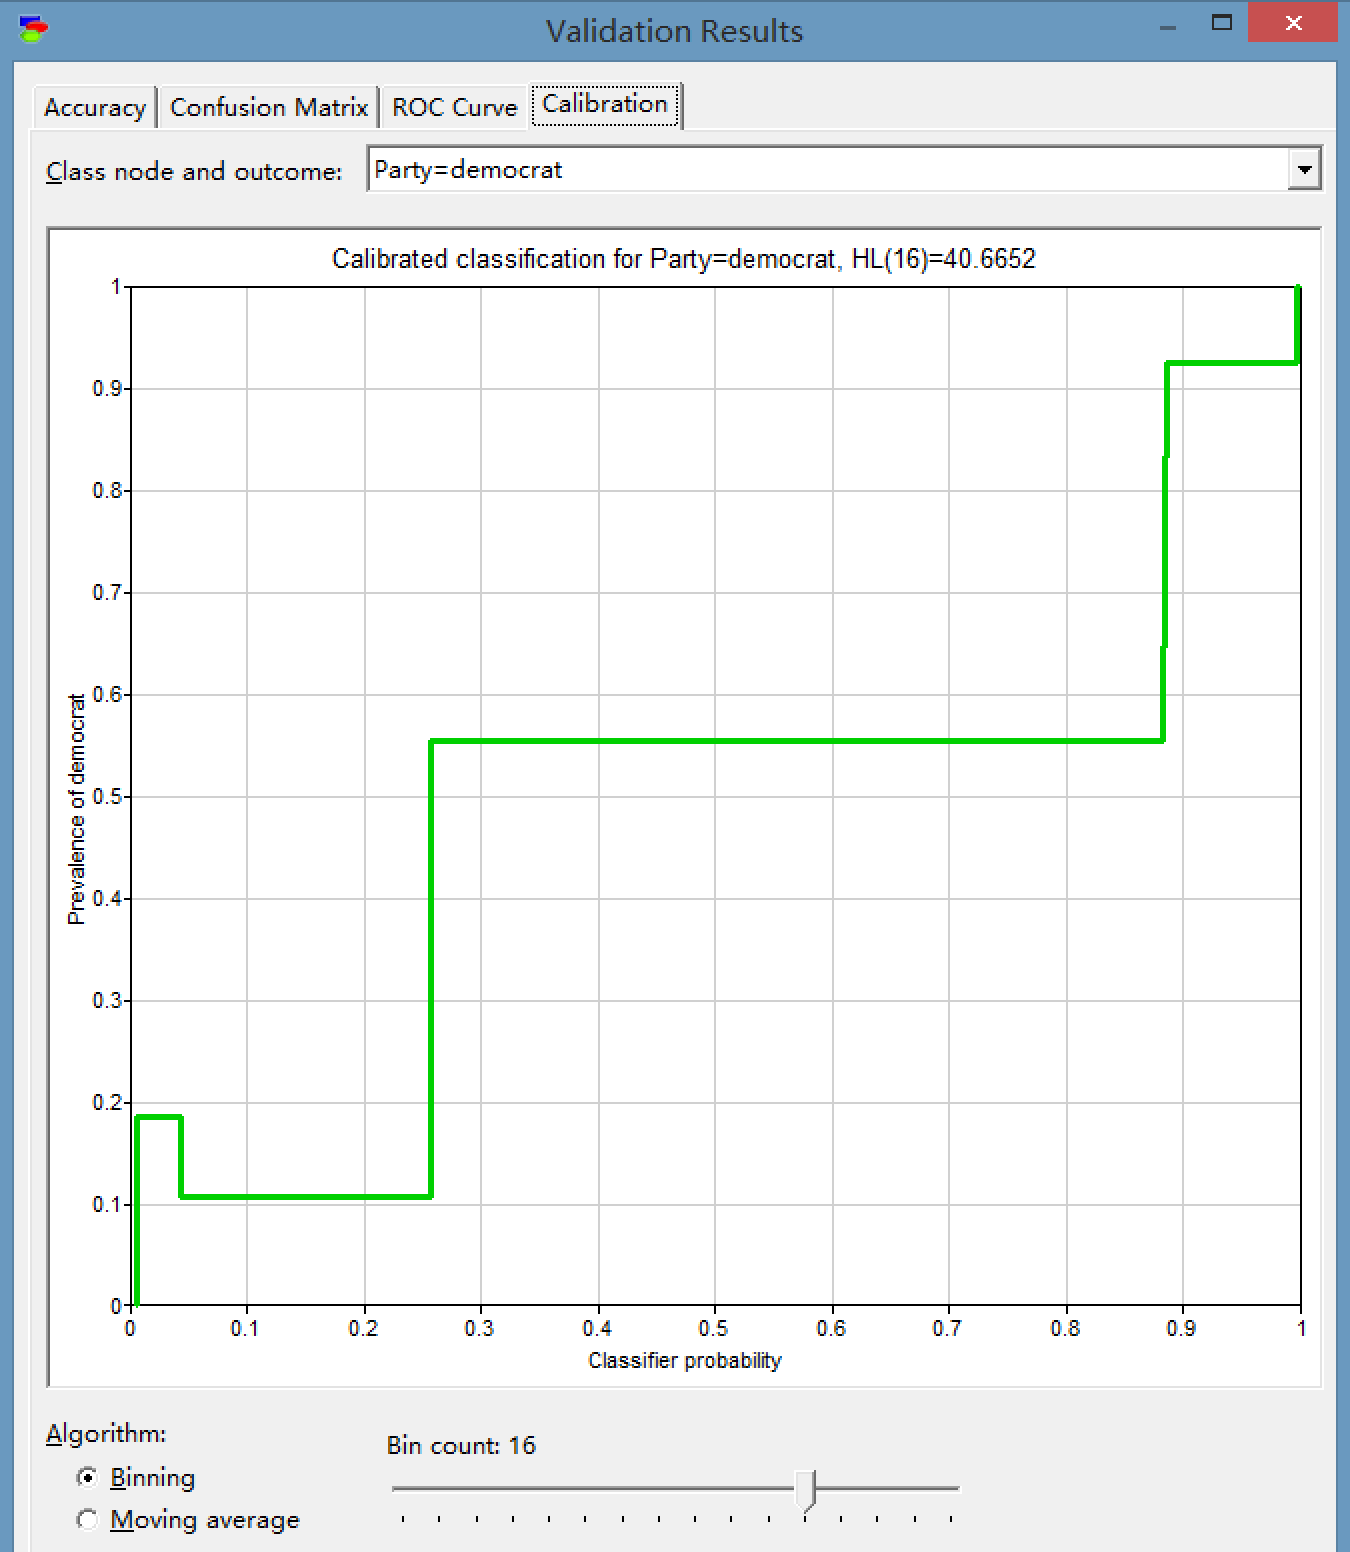 Validation Results
Accuracy Confusion Matrix ROC Curve Calibration
Class node and outcome: Party=democrat
Calibrated classification for Party=democrat, HL(16)=40.6652
1
0.9
0.8
0.7
0.6
0.5
0.4
0.3
0.2
0.1
0
Prevalence of democrat
0 0.1 0.2 0.3 0.4 0.5 0.6 0.7 0.8 0.9 1
Classifier probability
Algorithm:
Bin count: 16
Binning
Moving average